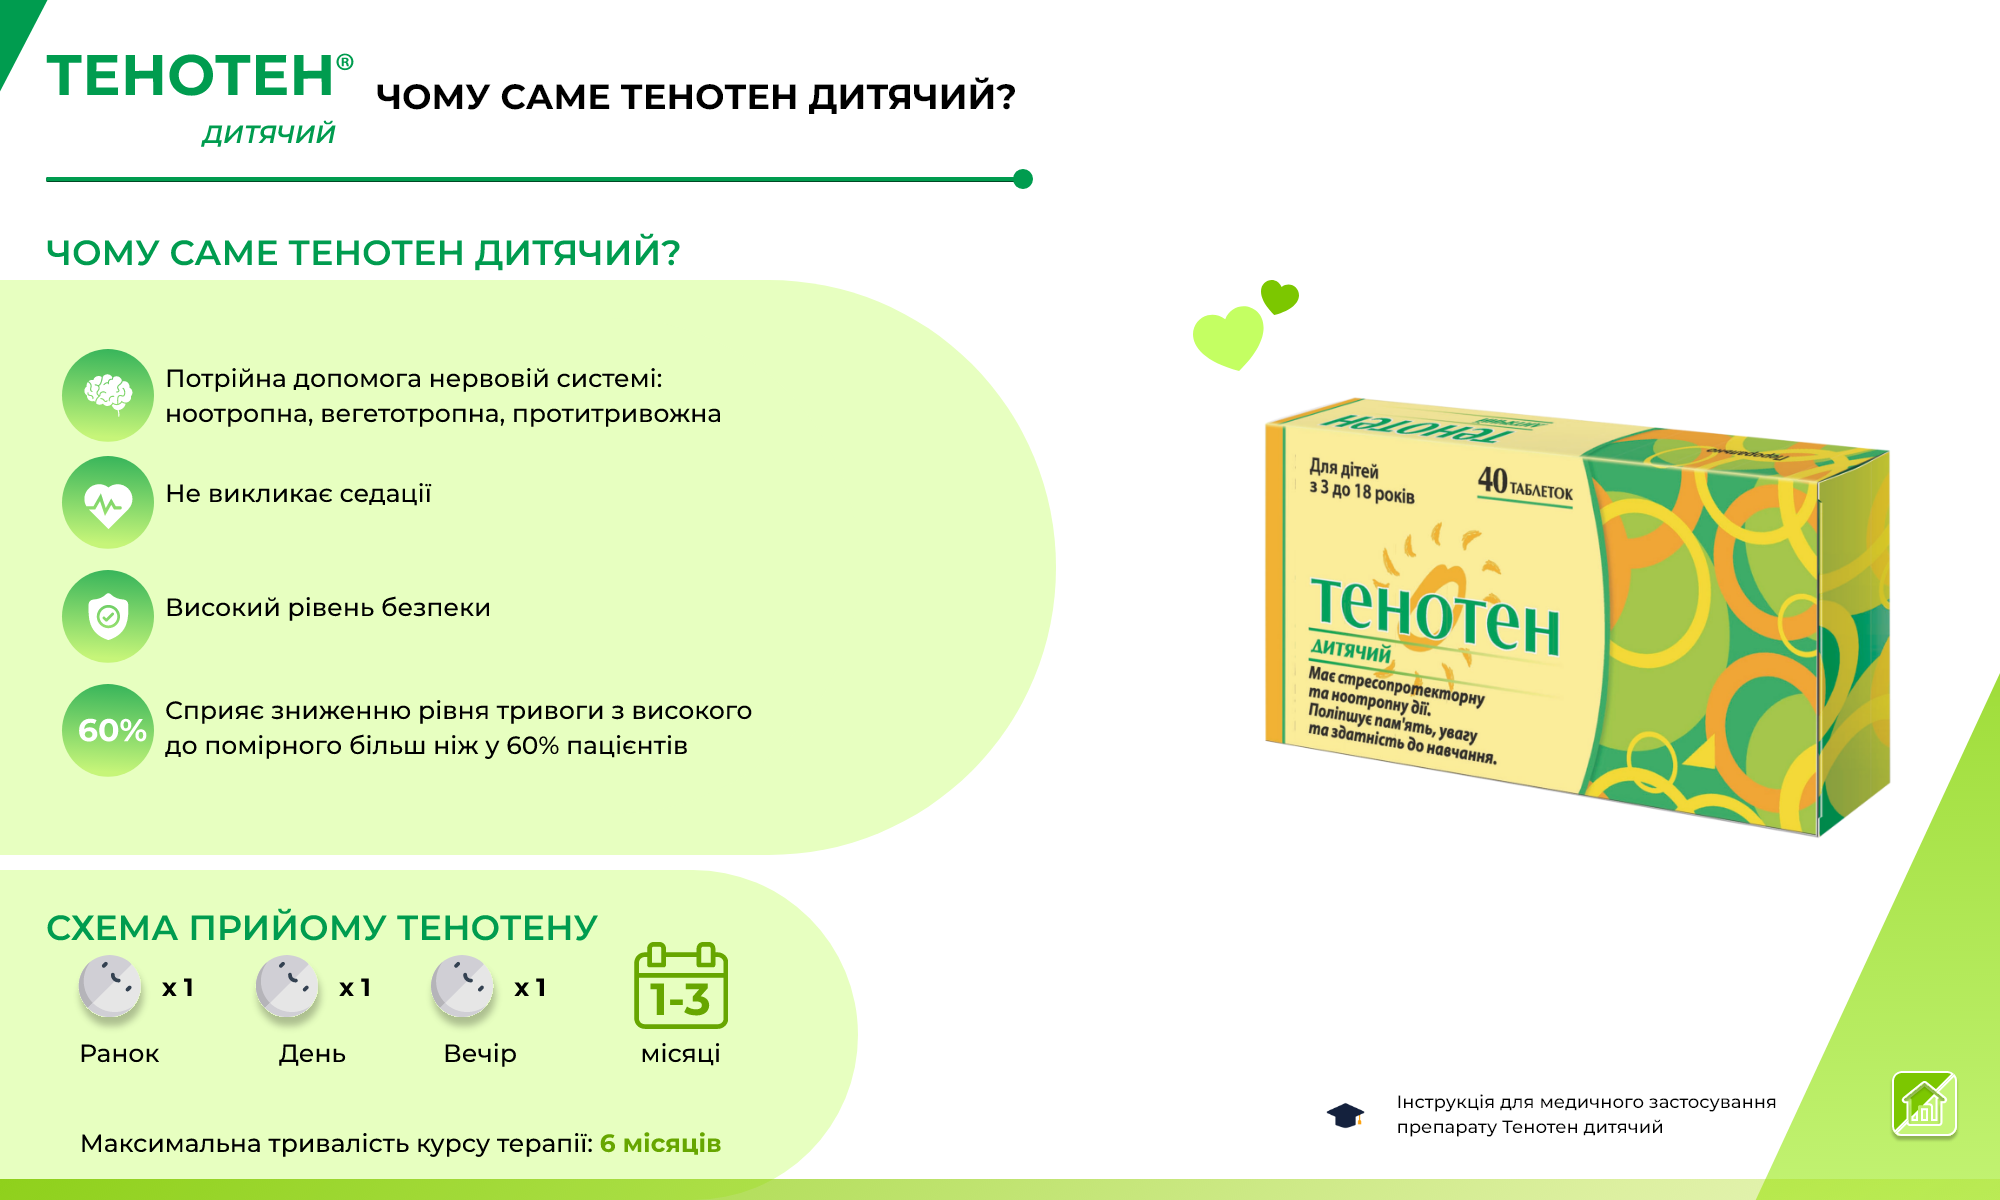 ТЕНОТЕН®
дитячий
ЧОМУ САМЕ ТЕНОТЕН ДИТЯЧИЙ?
ЧОМУ САМЕ ТЕНОТЕН ДИТЯЧИЙ?
Потрійна допомога нервовій системі:
ноотропна, вегетотропна, протитривожна
Не викликає седації
Високий рівень безпеки
60%
Сприяє зниженню рівня тривоги з високого
до помірного більш ніж у 60% пацієнтів
ТЕНОТЕН
Для дітей
з 3 до 18 років
40 ТАБЛЕТОК
ТЕНОТЕН
ДИТЯЧИЙ
Має стресопротекторну
та ноотропну дії.
Поліпшує пам'ять, увагу
та здатність до навчання.
СХЕМА ПРИЙОМУ ТЕНОТЕНУ
x 1
x 1
x 1
1-3
Ранок
День
Вечір
місяці
Максимальна тривалість курсу терапії: 6 місяців
Інструкція для медичного застосування
препарату Тенотен дитячий